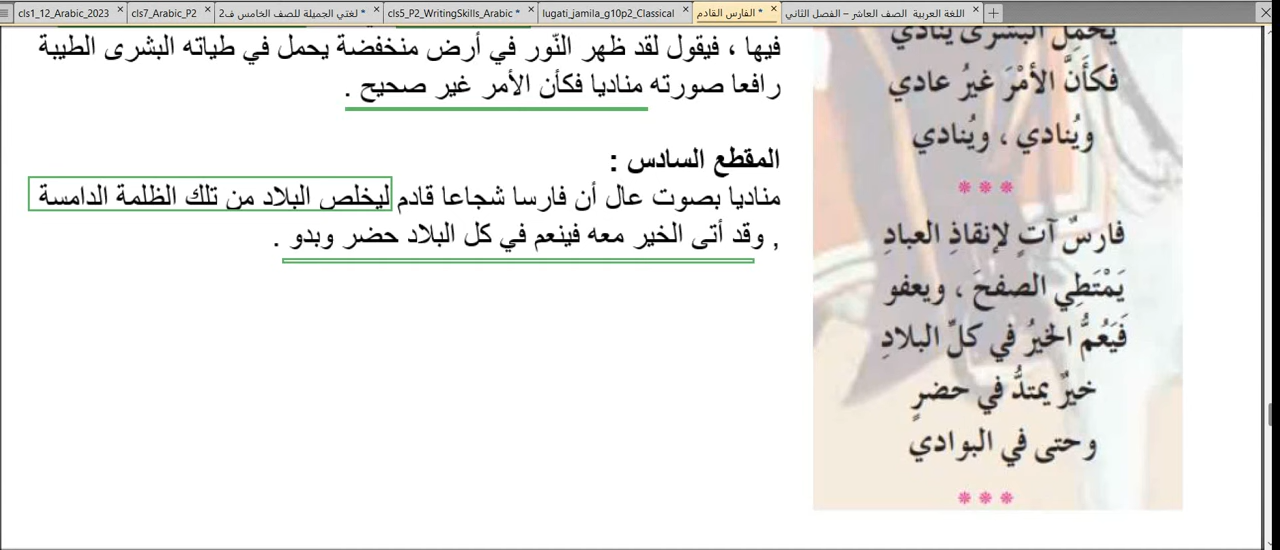 cls1_12_Arabic_2023
cls7_Arabic_P2
لغتي الجميلة للصف الخامس ف2 *
cls5_P2_WritingSkills_Arabic *
lugati_jamila_g10p2_Classical
الفارس القادم *
اللغة العربية الصف العاشر – الفصل الثاني
يحمل البشرى ينادي
فكأَنَّ الأمْرَ غيرُ عادي
ويُنادي ، ويُنادي
فارسٌ آتٍ لإنقاذِ العبادِ
يَمْتَطِي الصفحَ ، ويعفو
فَيَعُمُّ الخيرُ في كلِّ البلادِ
خيرٌ يمتدُّ في حضرٍ
وحتى في البوادي
فيها ، فيقول لقد ظهر النّور في أرض منخفضة يحمل في طياته البشرى الطيبة
رافعا صورته مناديا فكأن الأمر غير صحيح .
المقطع السادس :
مناديا بصوت عال أن فارسا شجاعا قادم ليخلص البلاد من تلك الظلمة الدامسة
, وقد أتى الخير معه فينعم في كل البلاد حضر وبدو .